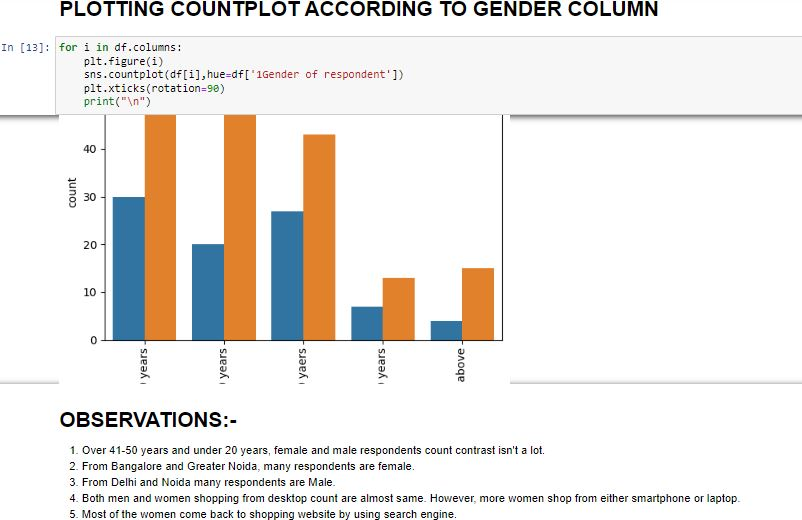 PLOTTING COUNTPLOT ACCORDING TO GENDER COLUMN
In [13]: for i in df.columns:
plt.figure(i)
sns.countplot(df[i],hue=df['1Gender of respondent'])
plt.xticks(rotation=90)
print("\n")
40
30
20
10
0
count
years
years
yaers
years
above
OBSERVATIONS:-
1. Over 41-50 years and under 20 years, female and male respondents count contrast isn't a lot.
2. From Bangalore and Greater Noida, many respondents are female.
3. From Delhi and Noida many respondents are Male.
4. Both men and women shopping from desktop count are almost same. However, more women shop from either smartphone or laptop.
5. Most of the women come back to shopping website by using search engine.